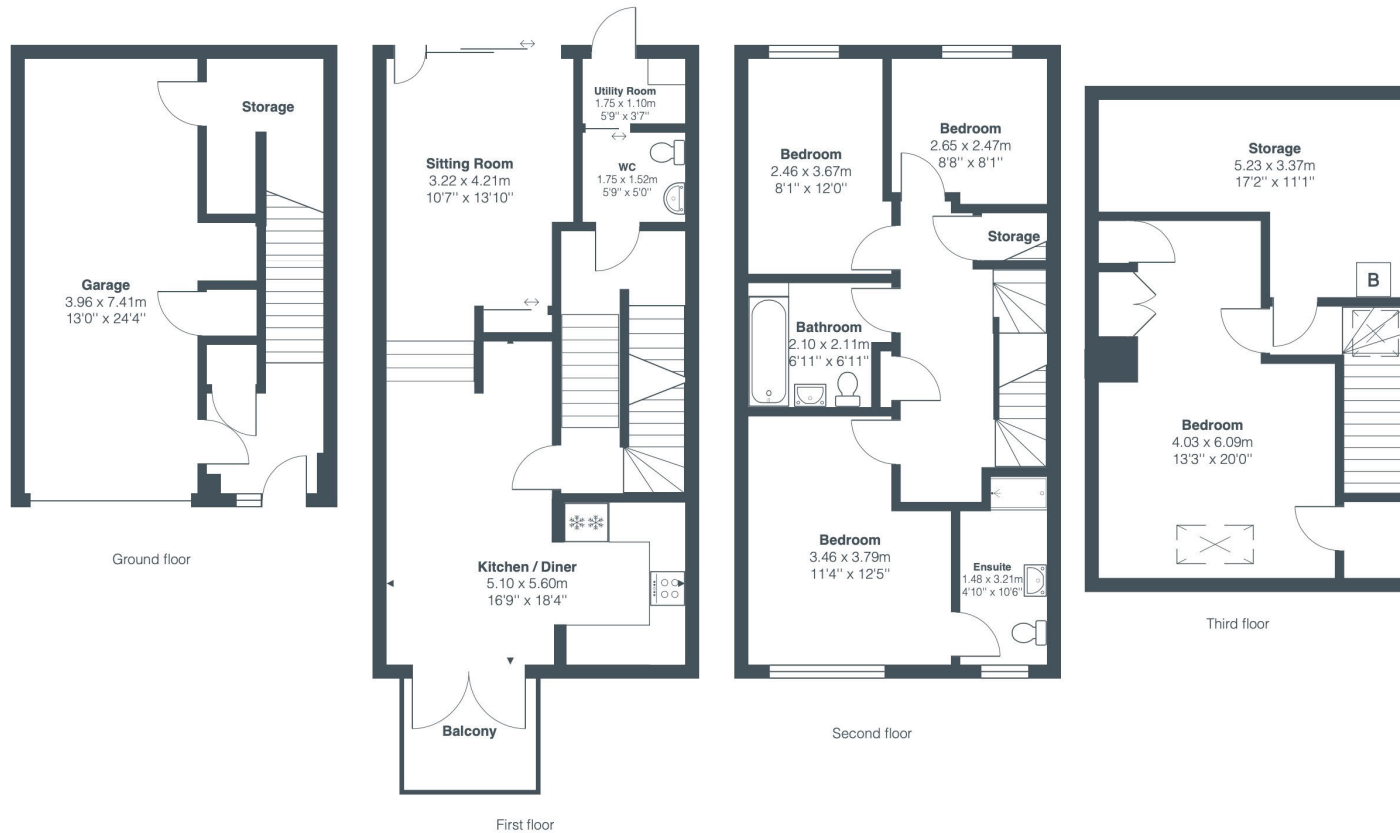 Storage
Garage
3.96 x 7.41m
13'0'' x 24'4''
Ground floor
Utility Room
1.75 x 1.10m
5'9'' x 3'7''
Sitting Room
3.22 x 4.21m
10'7'' x 13'10''
WC
1.75 x 1.52m
5'9'' x 5'0''
Kitchen / Diner
5.10 x 5.60m
16'9'' x 18'4''
Balcony
First floor
Bedroom
2.46 x 3.67m
8'1'' x 12'0''
Bedroom
2.65 x 2.47m
8'8'' x 8'1''
Storage
Bathroom
2.10 x 2.11m
6'11'' x 6'11''
Bedroom
3.46 x 3.79m
11'4'' x 12'5''
Ensuite
1.48 x 3.21m
4'10'' x 10'6''
Second floor
Storage
5.23 x 3.37m
17'2'' x 11'1''
B
Bedroom
4.03 x 6.09m
13'3'' x 20'0''
Third floor